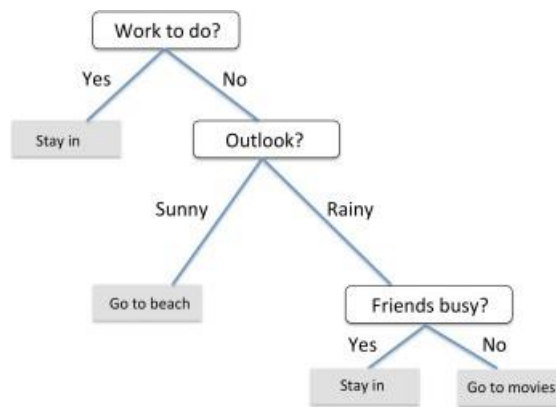 Work to do?
Yes
No
Stay in
Outlook?
Sunny
Rainy
Go to beach
Friends busy?
Yes
No
Stay in
Go to movies